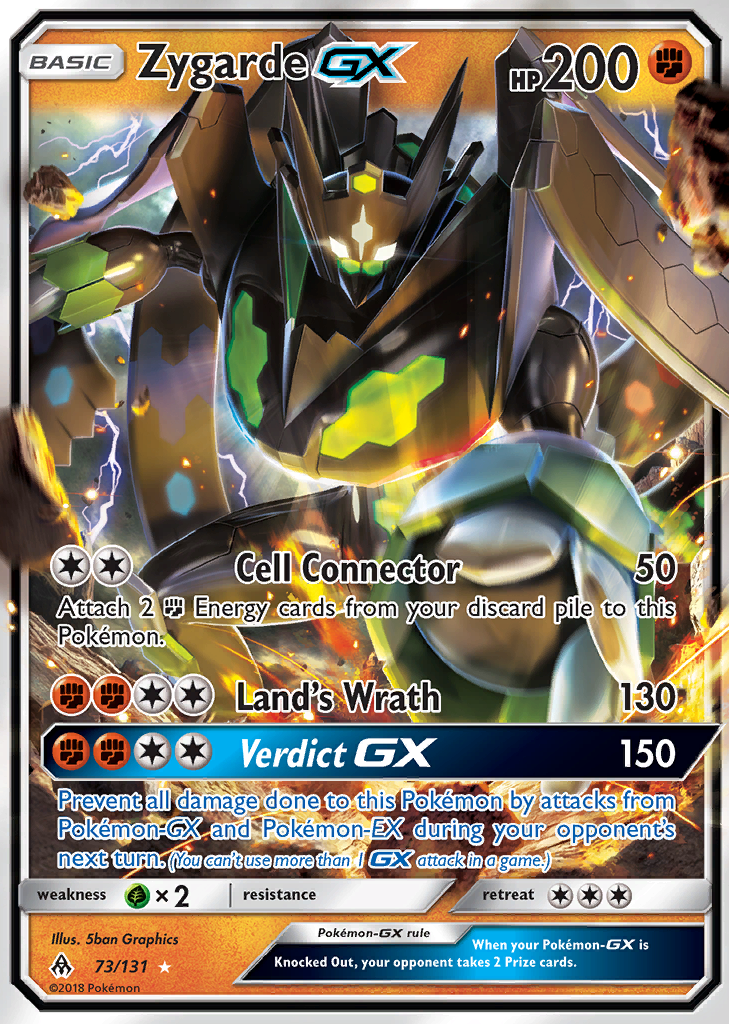 BASIC Zygarde GX HP 200
Cell Connector 50
Attach 2 Energy cards from your discard pile to this
Pokémon.
Land's Wrath 130
Verdict GX 150
Prevent all damage done to this Pokémon by attacks from
Pokémon-GX and Pokémon-EX during your opponent's
next turn. (You can't use more than 1 GX attack in a game.)
weakness ×2 resistance retreat
Illus. 5ban Graphics
Pokémon-GX rule
When your Pokémon-GX is
Knocked Out, your opponent takes 2 Prize cards.
73/131
©2018 Pokémon